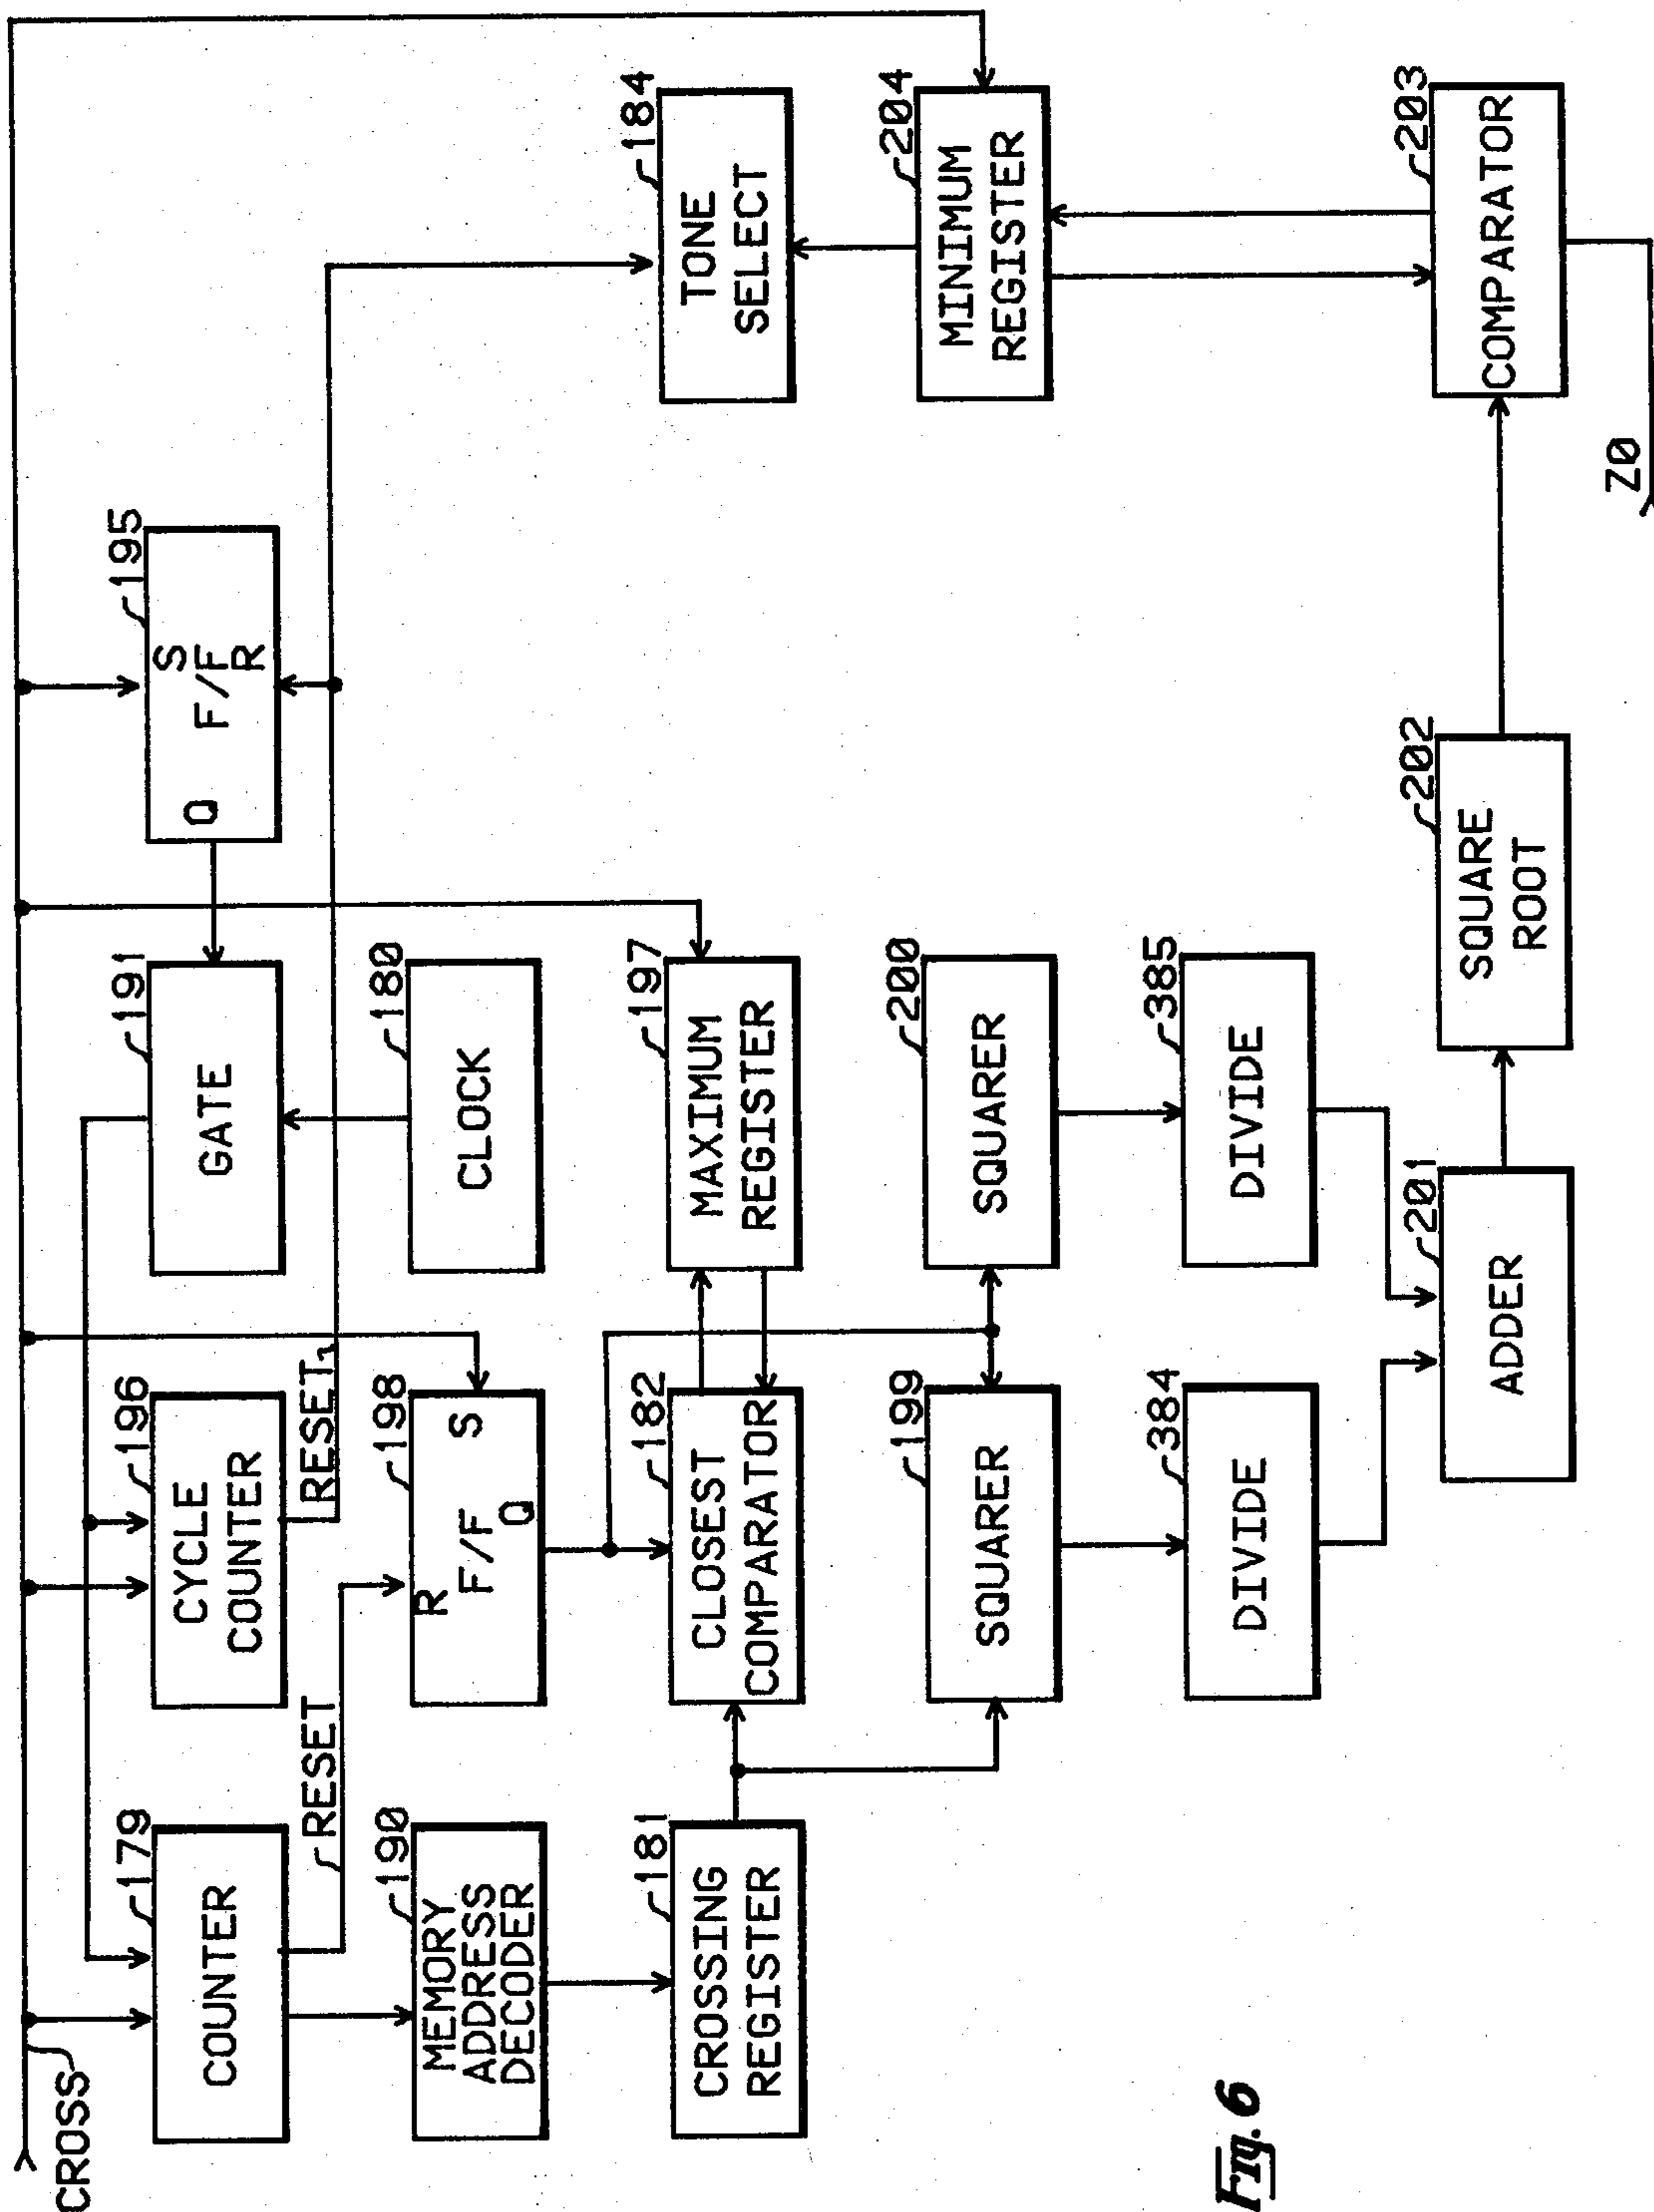 CROSS
179
COUNTER
196
CYCLE
COUNTER
191
GATE
195
S
F/F
R
Q
RESET
RESET
190
MEMORY
ADDRESS
DECODER
198
R
F/F
S
Q
180
CLOCK
181
CROSSING
REGISTER
182
CLOSEST
COMPARATOR
197
MAXIMUM
REGISTER
184
TONE
SELECT
199
SQUARER
200
SQUARER
204
MINIMUM
REGISTER
384
DIVIDE
385
DIVIDE
201
ADDER
202
SQUARE
ROOT
203
COMPARATOR
Z0
Fig. 6